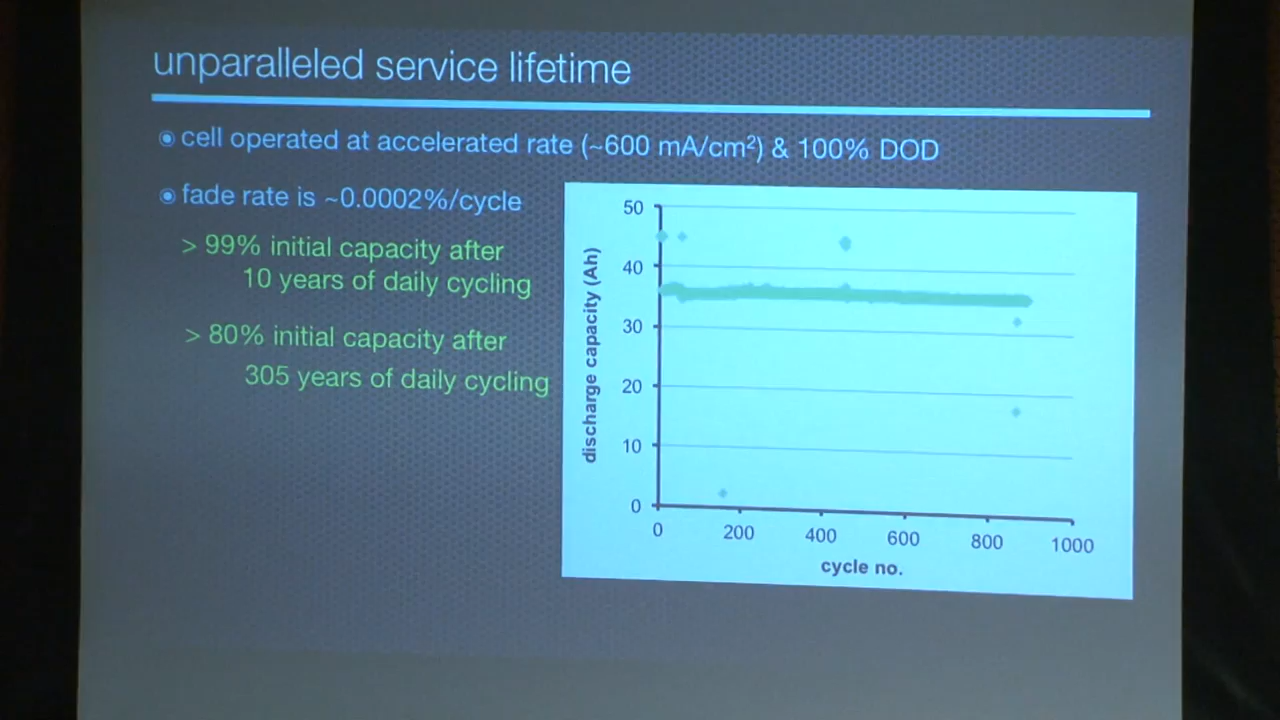 unparalleled service lifetime
cell operated at accelerated rate (~600 mA/cm²) & 100% DOD
fade rate is ~0.0002%/cycle
> 99% initial capacity after
10 years of daily cycling
> 80% initial capacity after
305 years of daily cycling
discharge capacity (Ah)
50
40
30
20
10
0
0 200 400 600 800 1000
cycle no.